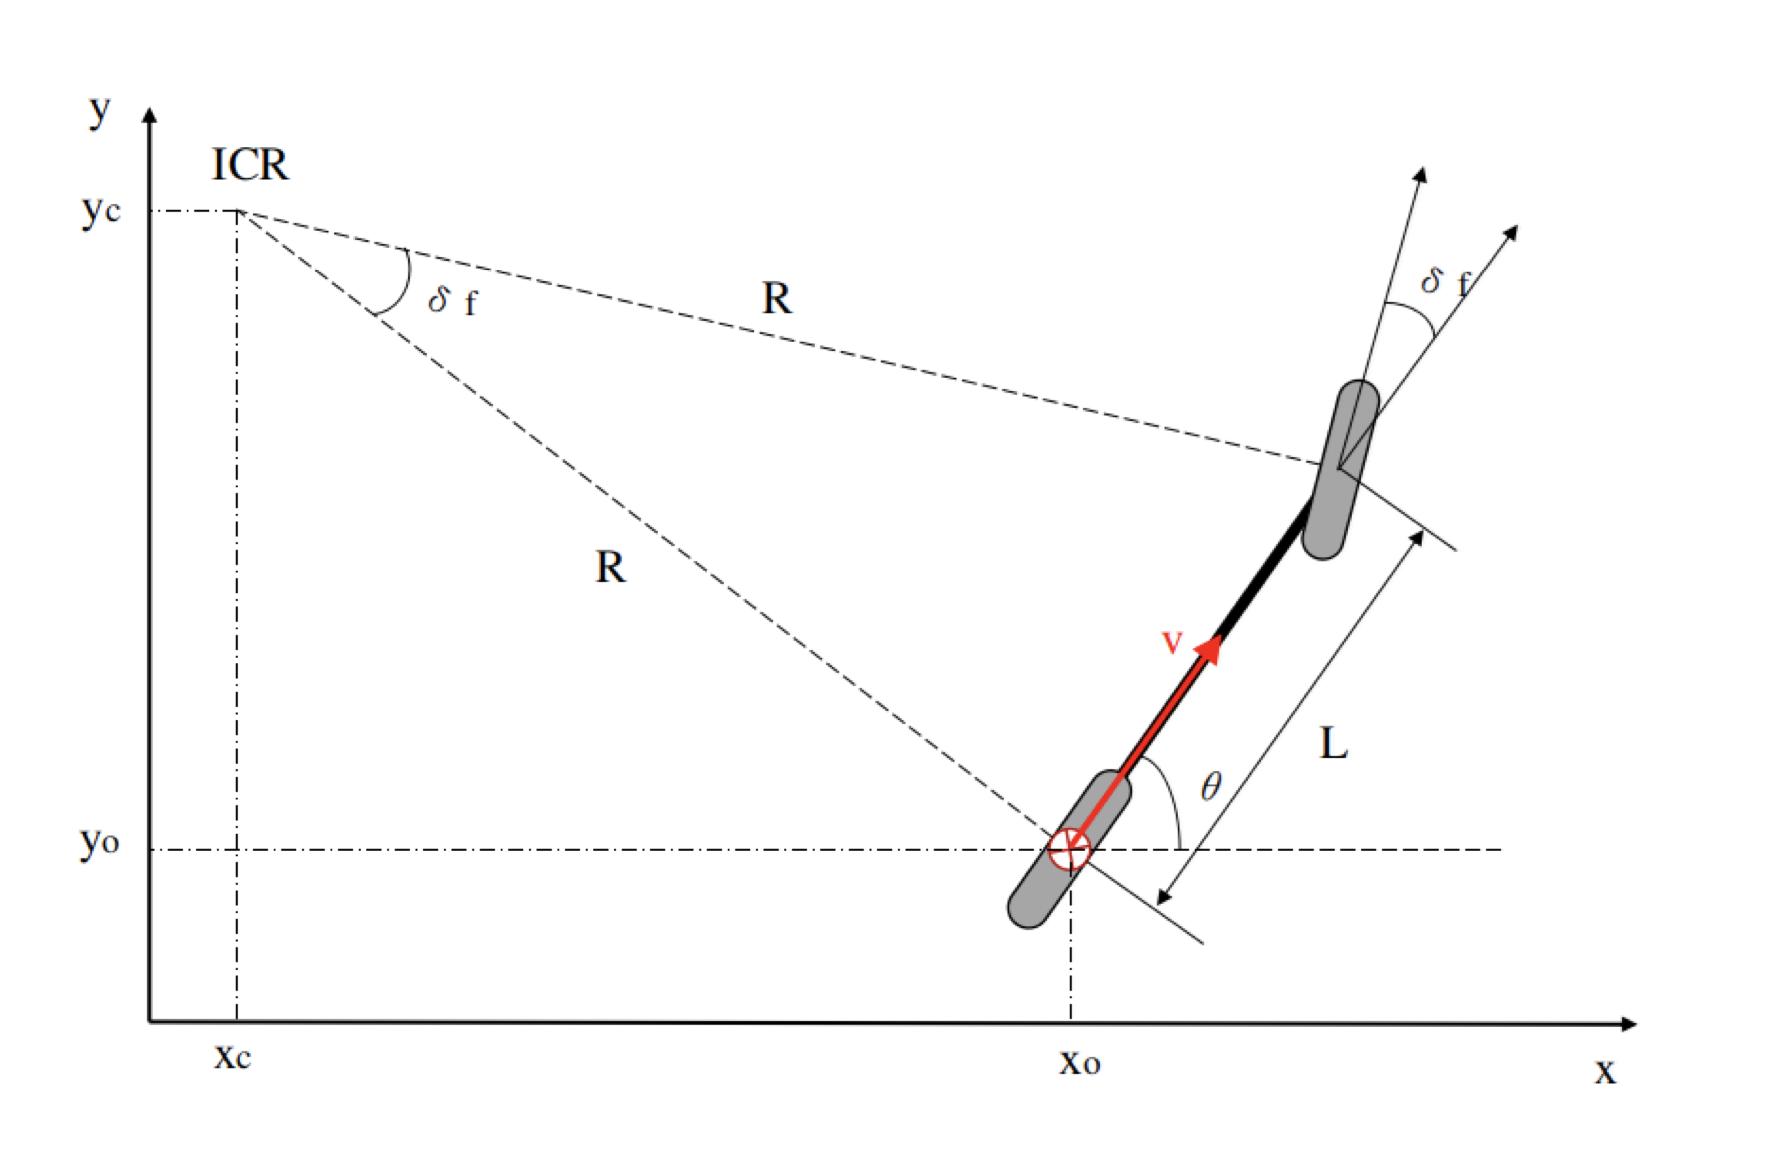 y
ICR
yc
δ f
R
δ f
R
v
L
θ
yo
xc
xo
x